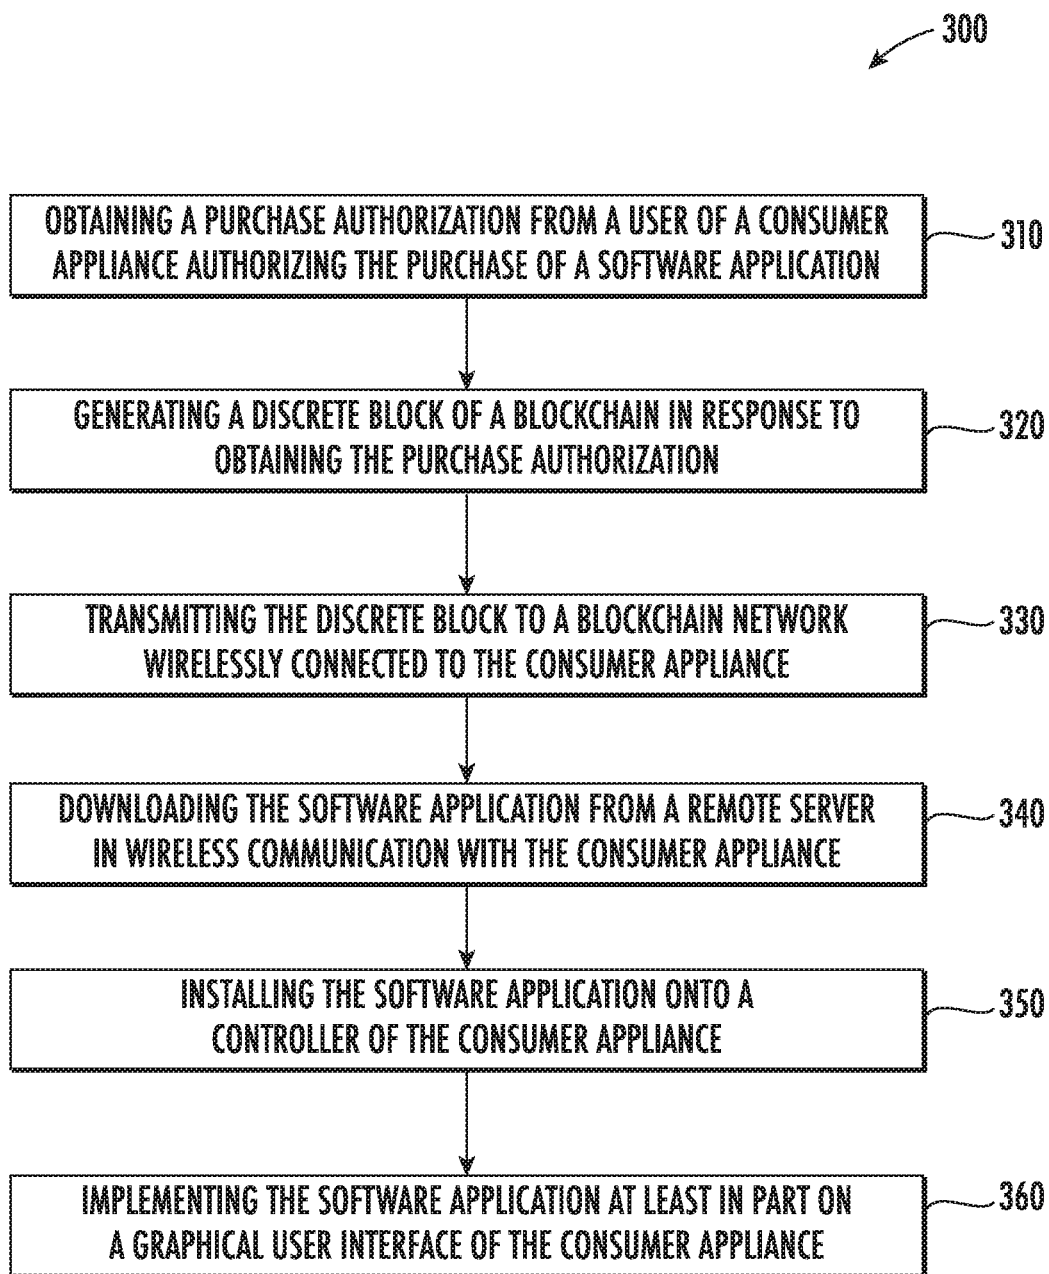 300
OBTAINING A PURCHASE AUTHORIZATION FROM A USER OF A CONSUMER
APPLIANCE AUTHORIZING THE PURCHASE OF A SOFTWARE APPLICATION
310
GENERATING A DISCRETE BLOCK OF A BLOCKCHAIN IN RESPONSE TO
OBTAINING THE PURCHASE AUTHORIZATION
320
TRANSMITTING THE DISCRETE BLOCK TO A BLOCKCHAIN NETWORK
WIRELESSLY CONNECTED TO THE CONSUMER APPLIANCE
330
DOWNLOADING THE SOFTWARE APPLICATION FROM A REMOTE SERVER
IN WIRELESS COMMUNICATION WITH THE CONSUMER APPLIANCE
340
INSTALLING THE SOFTWARE APPLICATION ONTO A
CONTROLLER OF THE CONSUMER APPLIANCE
350
IMPLEMENTING THE SOFTWARE APPLICATION AT LEAST IN PART ON
A GRAPHICAL USER INTERFACE OF THE CONSUMER APPLIANCE
360